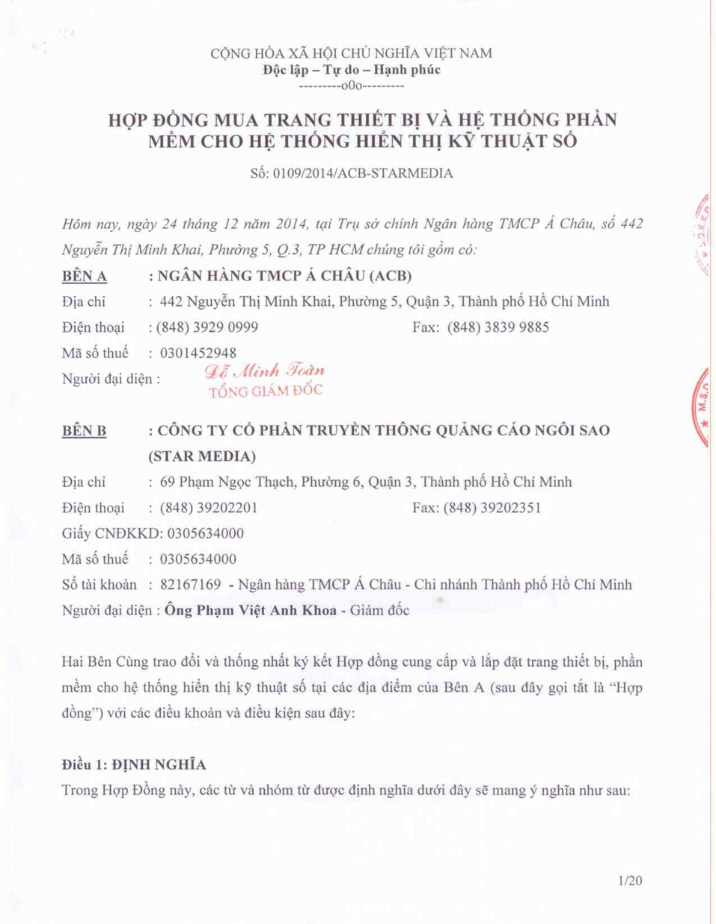 CỘNG HÒA XÃ HỘI CHỦ NGHĨA VIỆT NAM
Độc lập – Tự do – Hạnh phúc
---------o0o---------
HỢP ĐỒNG MUA TRANG THIẾT BỊ VÀ HỆ THỐNG PHẦN
MỀM CHO HỆ THỐNG HIỂN THỊ KỸ THUẬT SỐ
Số: 0109/2014/ACB-STARMEDIA
Hôm nay, ngày 24 tháng 12 năm 2014, tại Trụ sở chính Ngân hàng TMCP Á Châu, số 442
Nguyễn Thị Minh Khai, Phường 5, Q.3, TP HCM chúng tôi gồm có:
BÊN A : NGÂN HÀNG TMCP Á CHÂU (ACB)
Địa chỉ : 442 Nguyễn Thị Minh Khai, Phường 5, Quận 3, Thành phố Hồ Chí Minh
Điện thoại : (848) 3929 0999 Fax: (848) 3839 9885
Mã số thuế : 0301452948
Người đại diện : Đỗ Minh Toàn
TỔNG GIÁM ĐỐC
BÊN B : CÔNG TY CỔ PHẦN TRUYỀN THÔNG QUẢNG CÁO NGÔI SAO
(STAR MEDIA)
Địa chỉ : 69 Phạm Ngọc Thạch, Phường 6, Quận 3, Thành phố Hồ Chí Minh
Điện thoại : (848) 39202201 Fax: (848) 39202351
Giấy CNĐKKD: 0305634000
Mã số thuế : 0305634000
Số tài khoản : 82167169 - Ngân hàng TMCP Á Châu - Chi nhánh Thành phố Hồ Chí Minh
Người đại diện : Ông Phạm Việt Anh Khoa - Giám đốc
Hai Bên Cùng trao đổi và thống nhất ký kết Hợp đồng cung cấp và lắp đặt trang thiết bị, phần
mềm cho hệ thống hiển thị kỹ thuật số tại các địa điểm của Bên A (sau đây gọi tắt là “Hợp
đồng”) với các điều khoản và điều kiện sau đây:
Điều 1: ĐỊNH NGHĨA
Trong Hợp Đồng này, các từ và nhóm từ được định nghĩa dưới đây sẽ mang ý nghĩa như sau:
1/20
★ M.S.